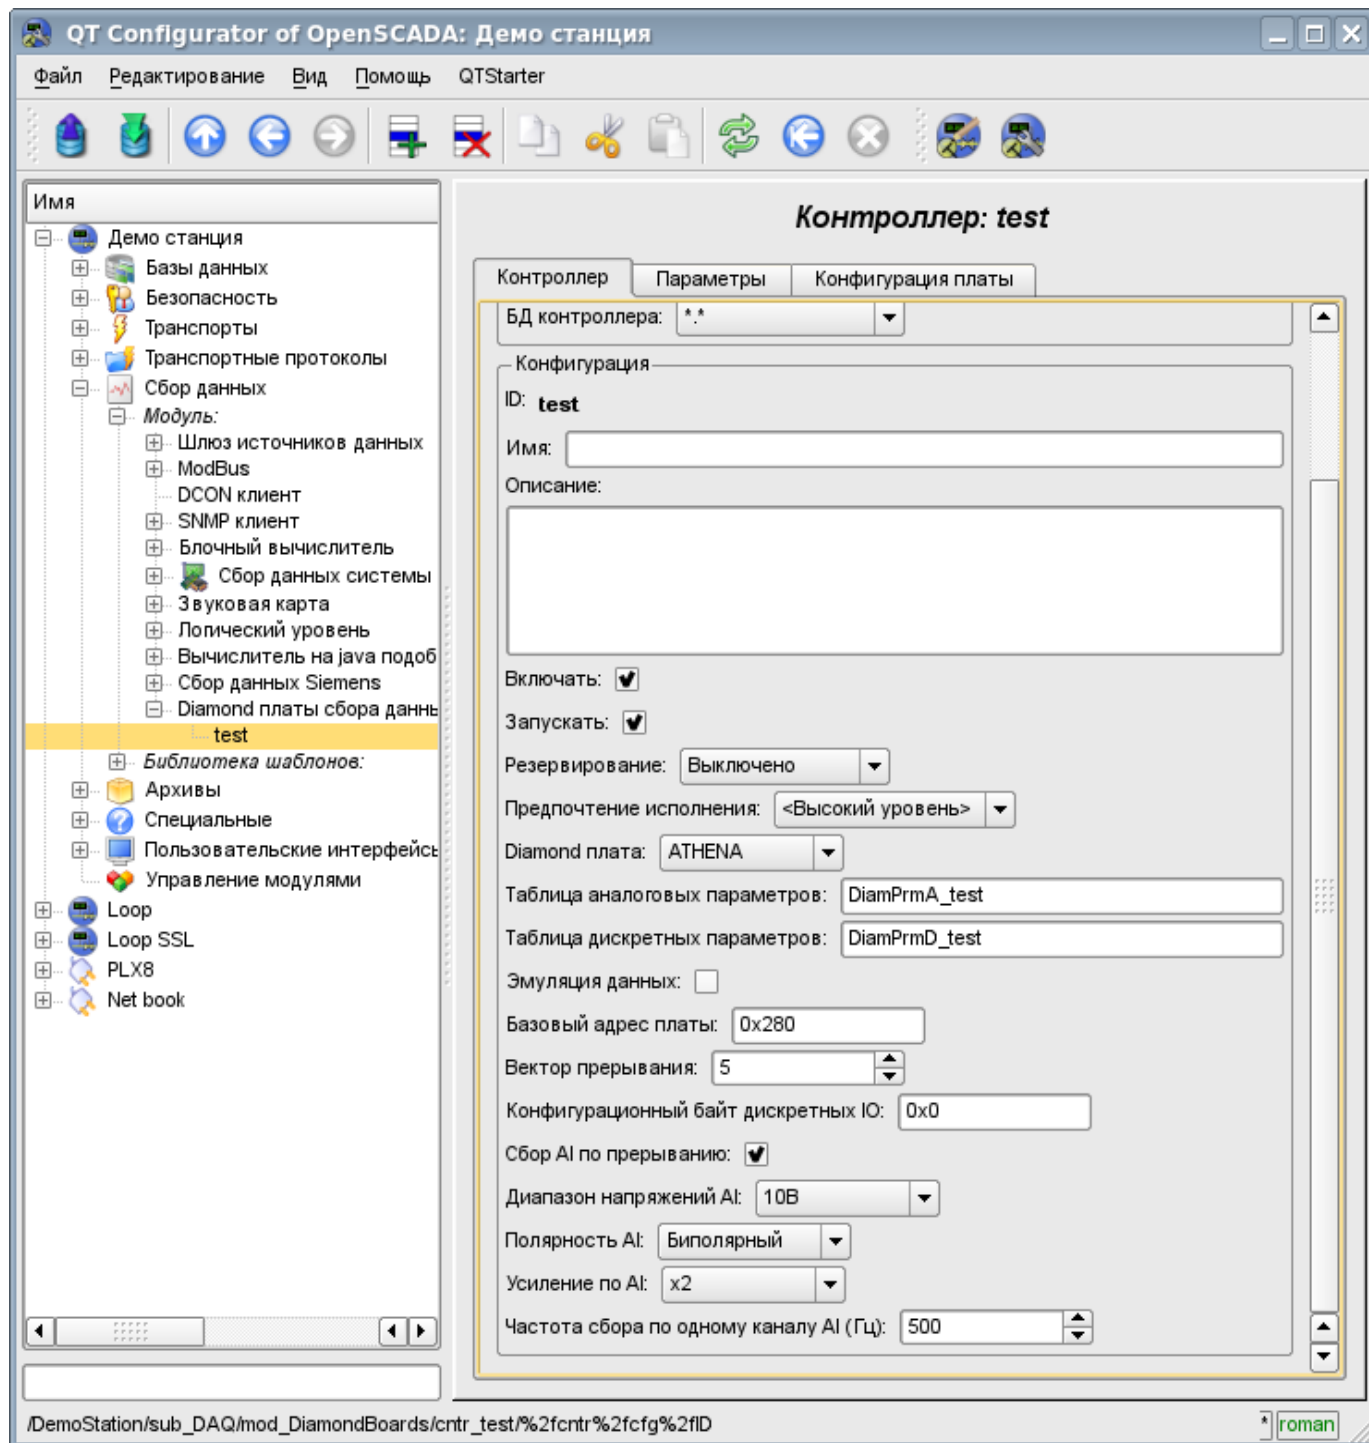 QT Configurator of OpenSCADA: Демо станция
Файл Редактирование Вид Помощь QTStarter
Имя
Демо станция
Базы данных
Безопасность
Транспорты
Транспортные протоколы
Сбор данных
Модуль:
Шлюз источников данных
ModBus
DCON клиент
SNMP клиент
Блочный вычислитель
Сбор данных системы
Звуковая карта
Логический уровень
Вычислитель на java подоб
Сбор данных Siemens
Diamond платы сбора даннь
test
Библиотека шаблонов:
Архивы
Специальные
Пользовательские интерфейсь
Управление модулями
Loop
Loop SSL
PLX8
Net book
Контроллер: test
Контроллер Параметры Конфигурация платы
БД контроллера: *.*
Конфигурация
ID: test
Имя:
Описание:
Включать:
Запускать:
Резервирование: Выключено
Предпочтение исполнения: <Высокий уровень>
Diamond плата: ATHENA
Таблица аналоговых параметров: DiamPrmA_test
Таблица дискретных параметров: DiamPrmD_test
Эмуляция данных:
Базовый адрес платы: 0x280
Вектор прерывания: 5
Конфигурационный байт дискретных IO: 0x0
Сбор AI по прерыванию:
Диапазон напряжений AI: 10В
Полярность AI: Биполярный
Усиление по AI: x2
Частота сбора по одному каналу AI (Гц): 500
/DemoStation/sub_DAQ/mod_DiamondBoards/cntr_test/%2fcntr%2fcfg%2fID
* roman